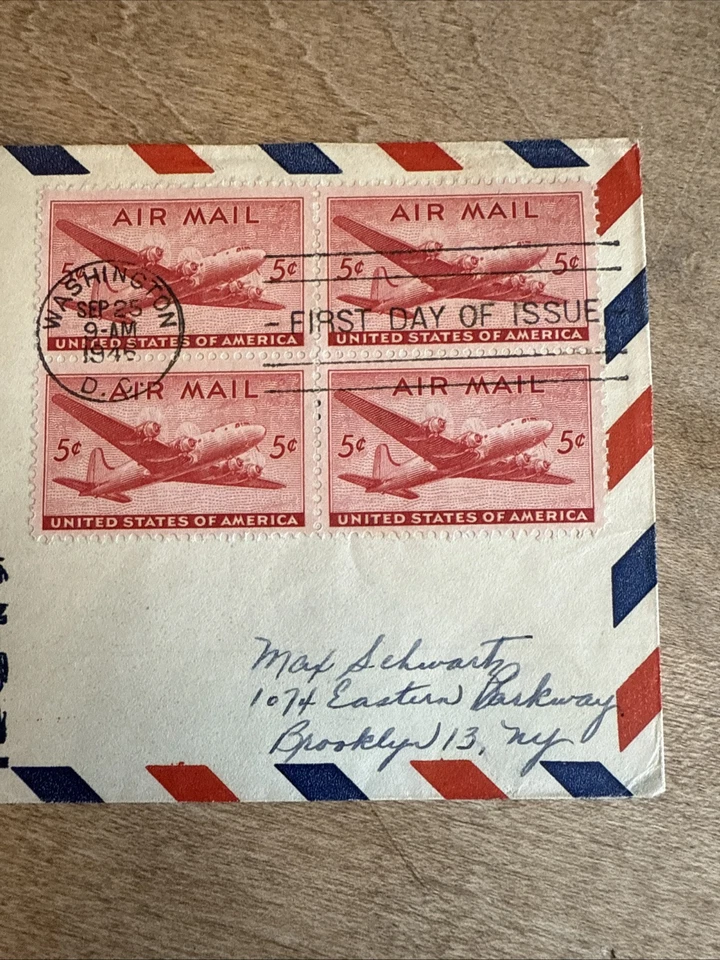 AIR MAIL AIR MAIL
5¢ 5¢ 5¢ 5¢
UNITED STATES OF AMERICA UNITED STATES OF AMERICA
WASHINGTON
SEP 25
9-AM
1946
D.C.
-FIRST DAY OF ISSUE-
AIR MAIL AIR MAIL
5¢ 5¢ 5¢ 5¢
UNITED STATES OF AMERICA UNITED STATES OF AMERICA
Max Schwartz
1074 Eastern Parkway
Brooklyn 13, Ny